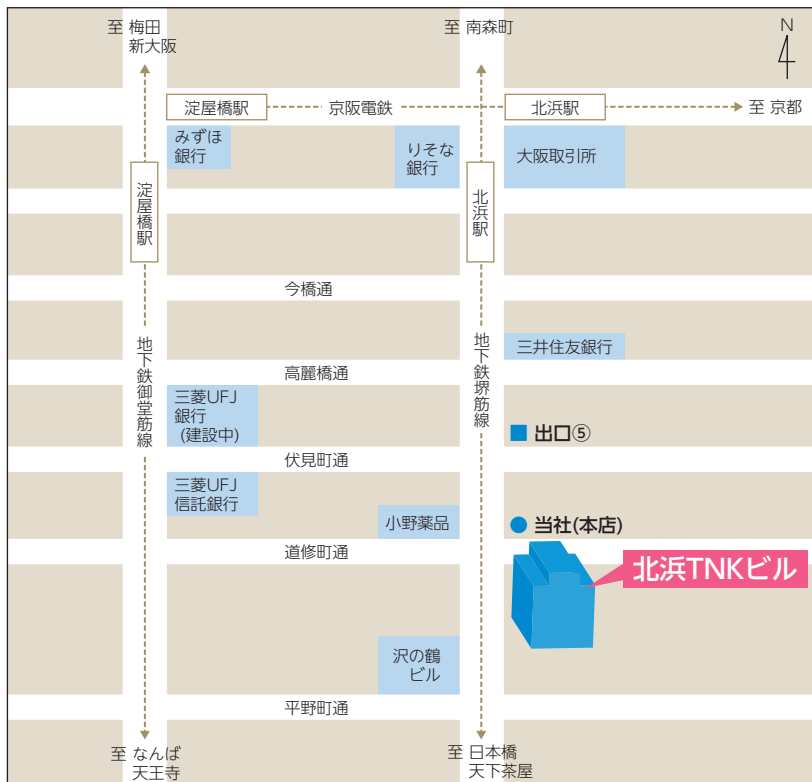 至 梅田
新大阪
至 南森町
N
淀屋橋駅
京阪電鉄
北浜駅
至 京都
みずほ
銀行
りそな
銀行
大阪取引所
淀屋橋駅
北浜駅
今橋通
地下鉄御堂筋線
地下鉄堺筋線
三井住友銀行
高麗橋通
三菱UFJ
銀行
(建設中)
出口⑤
伏見町通
三菱UFJ
信託銀行
小野薬品
当社(本店)
道修町通
北浜TNKビル
沢の鶴
ビル
平野町通
至 なんば
天王寺
至 日本橋
天下茶屋